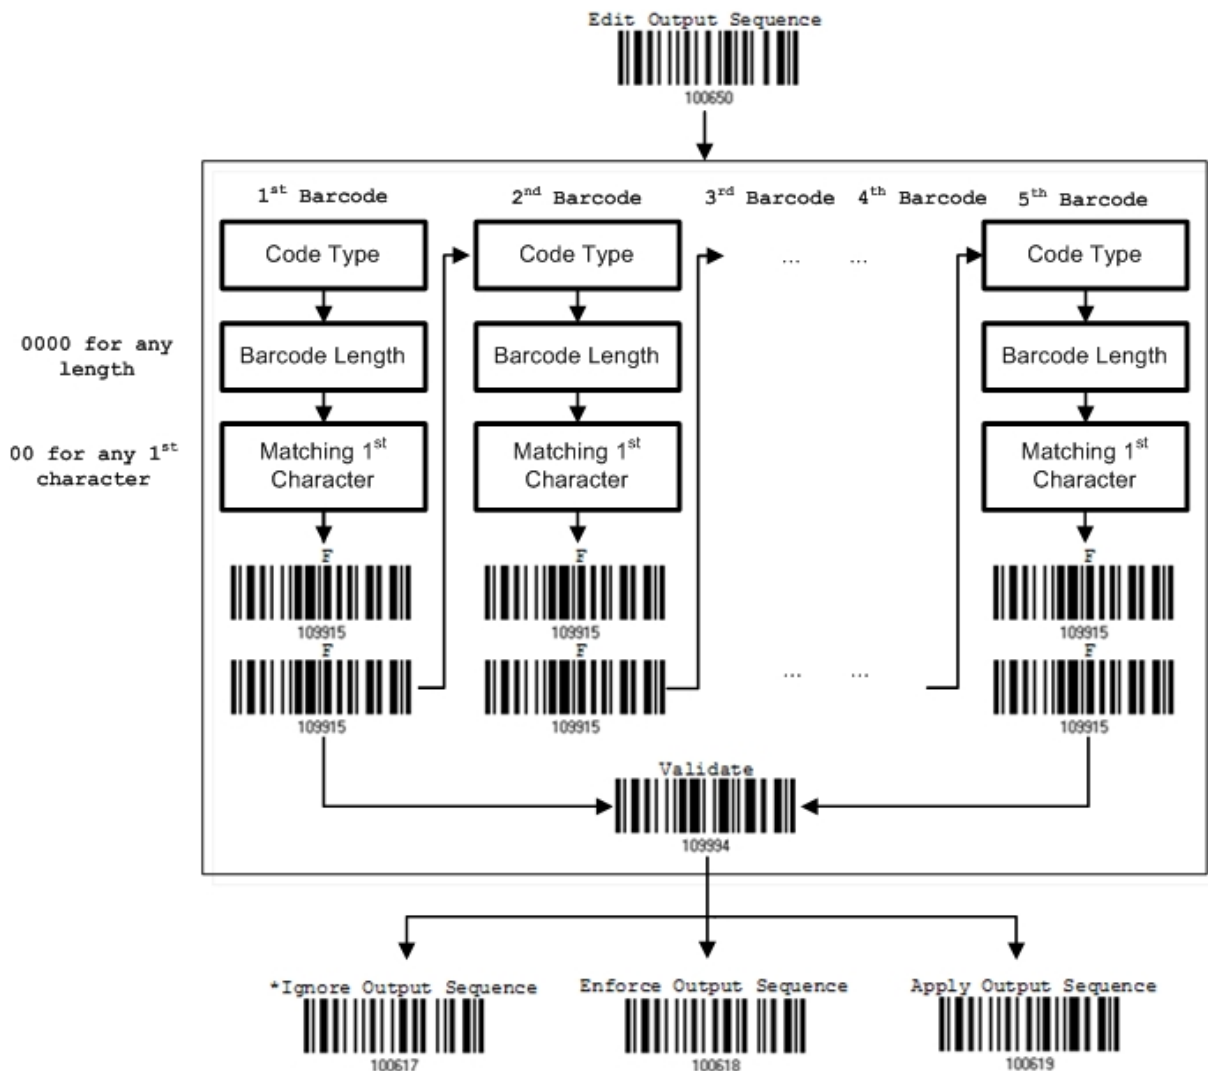 Edit Output Sequence
100650
1st Barcode 2nd Barcode 3rd Barcode 4th Barcode 5th Barcode
Code Type Code Type ... ... Code Type
0000 for any
length
Barcode Length Barcode Length Barcode Length
00 for any 1st
character
Matching 1st
Character
Matching 1st
Character
Matching 1st
Character
F F F
109915 109915 109915
F F F
... ...
109915 109915 109915
Validate
109994
*Ignore Output Sequence Enforce Output Sequence Apply Output Sequence
100617 100618 100619